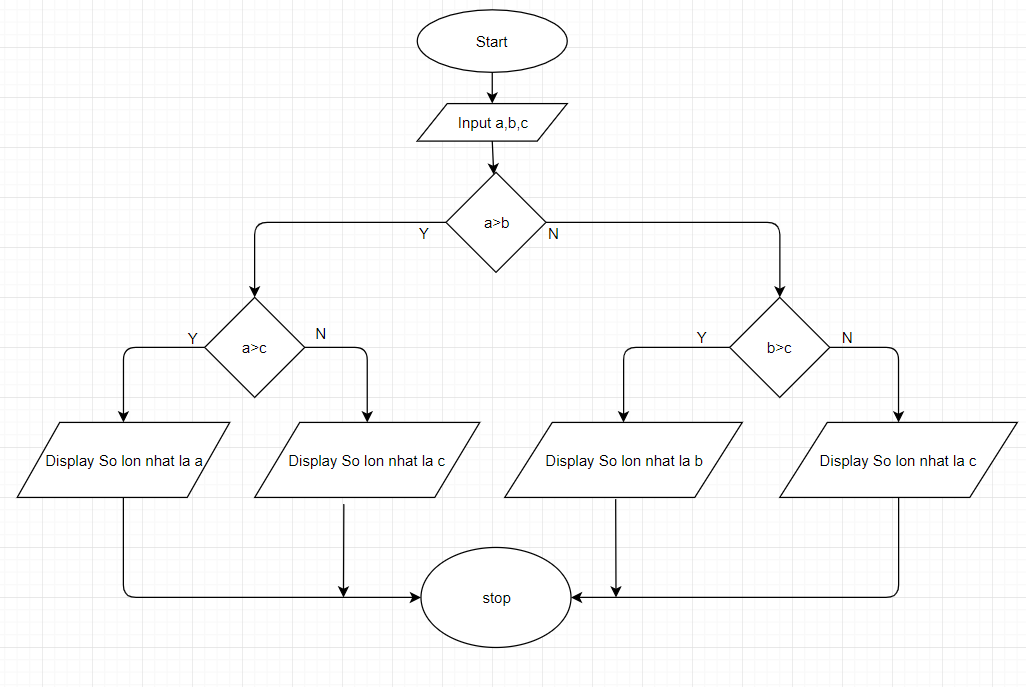 Start
Input a,b,c
a>b
Y
N
a>c
Y
N
b>c
Y
N
Display So lon nhat la a
Display So lon nhat la c
Display So lon nhat la b
Display So lon nhat la c
stop